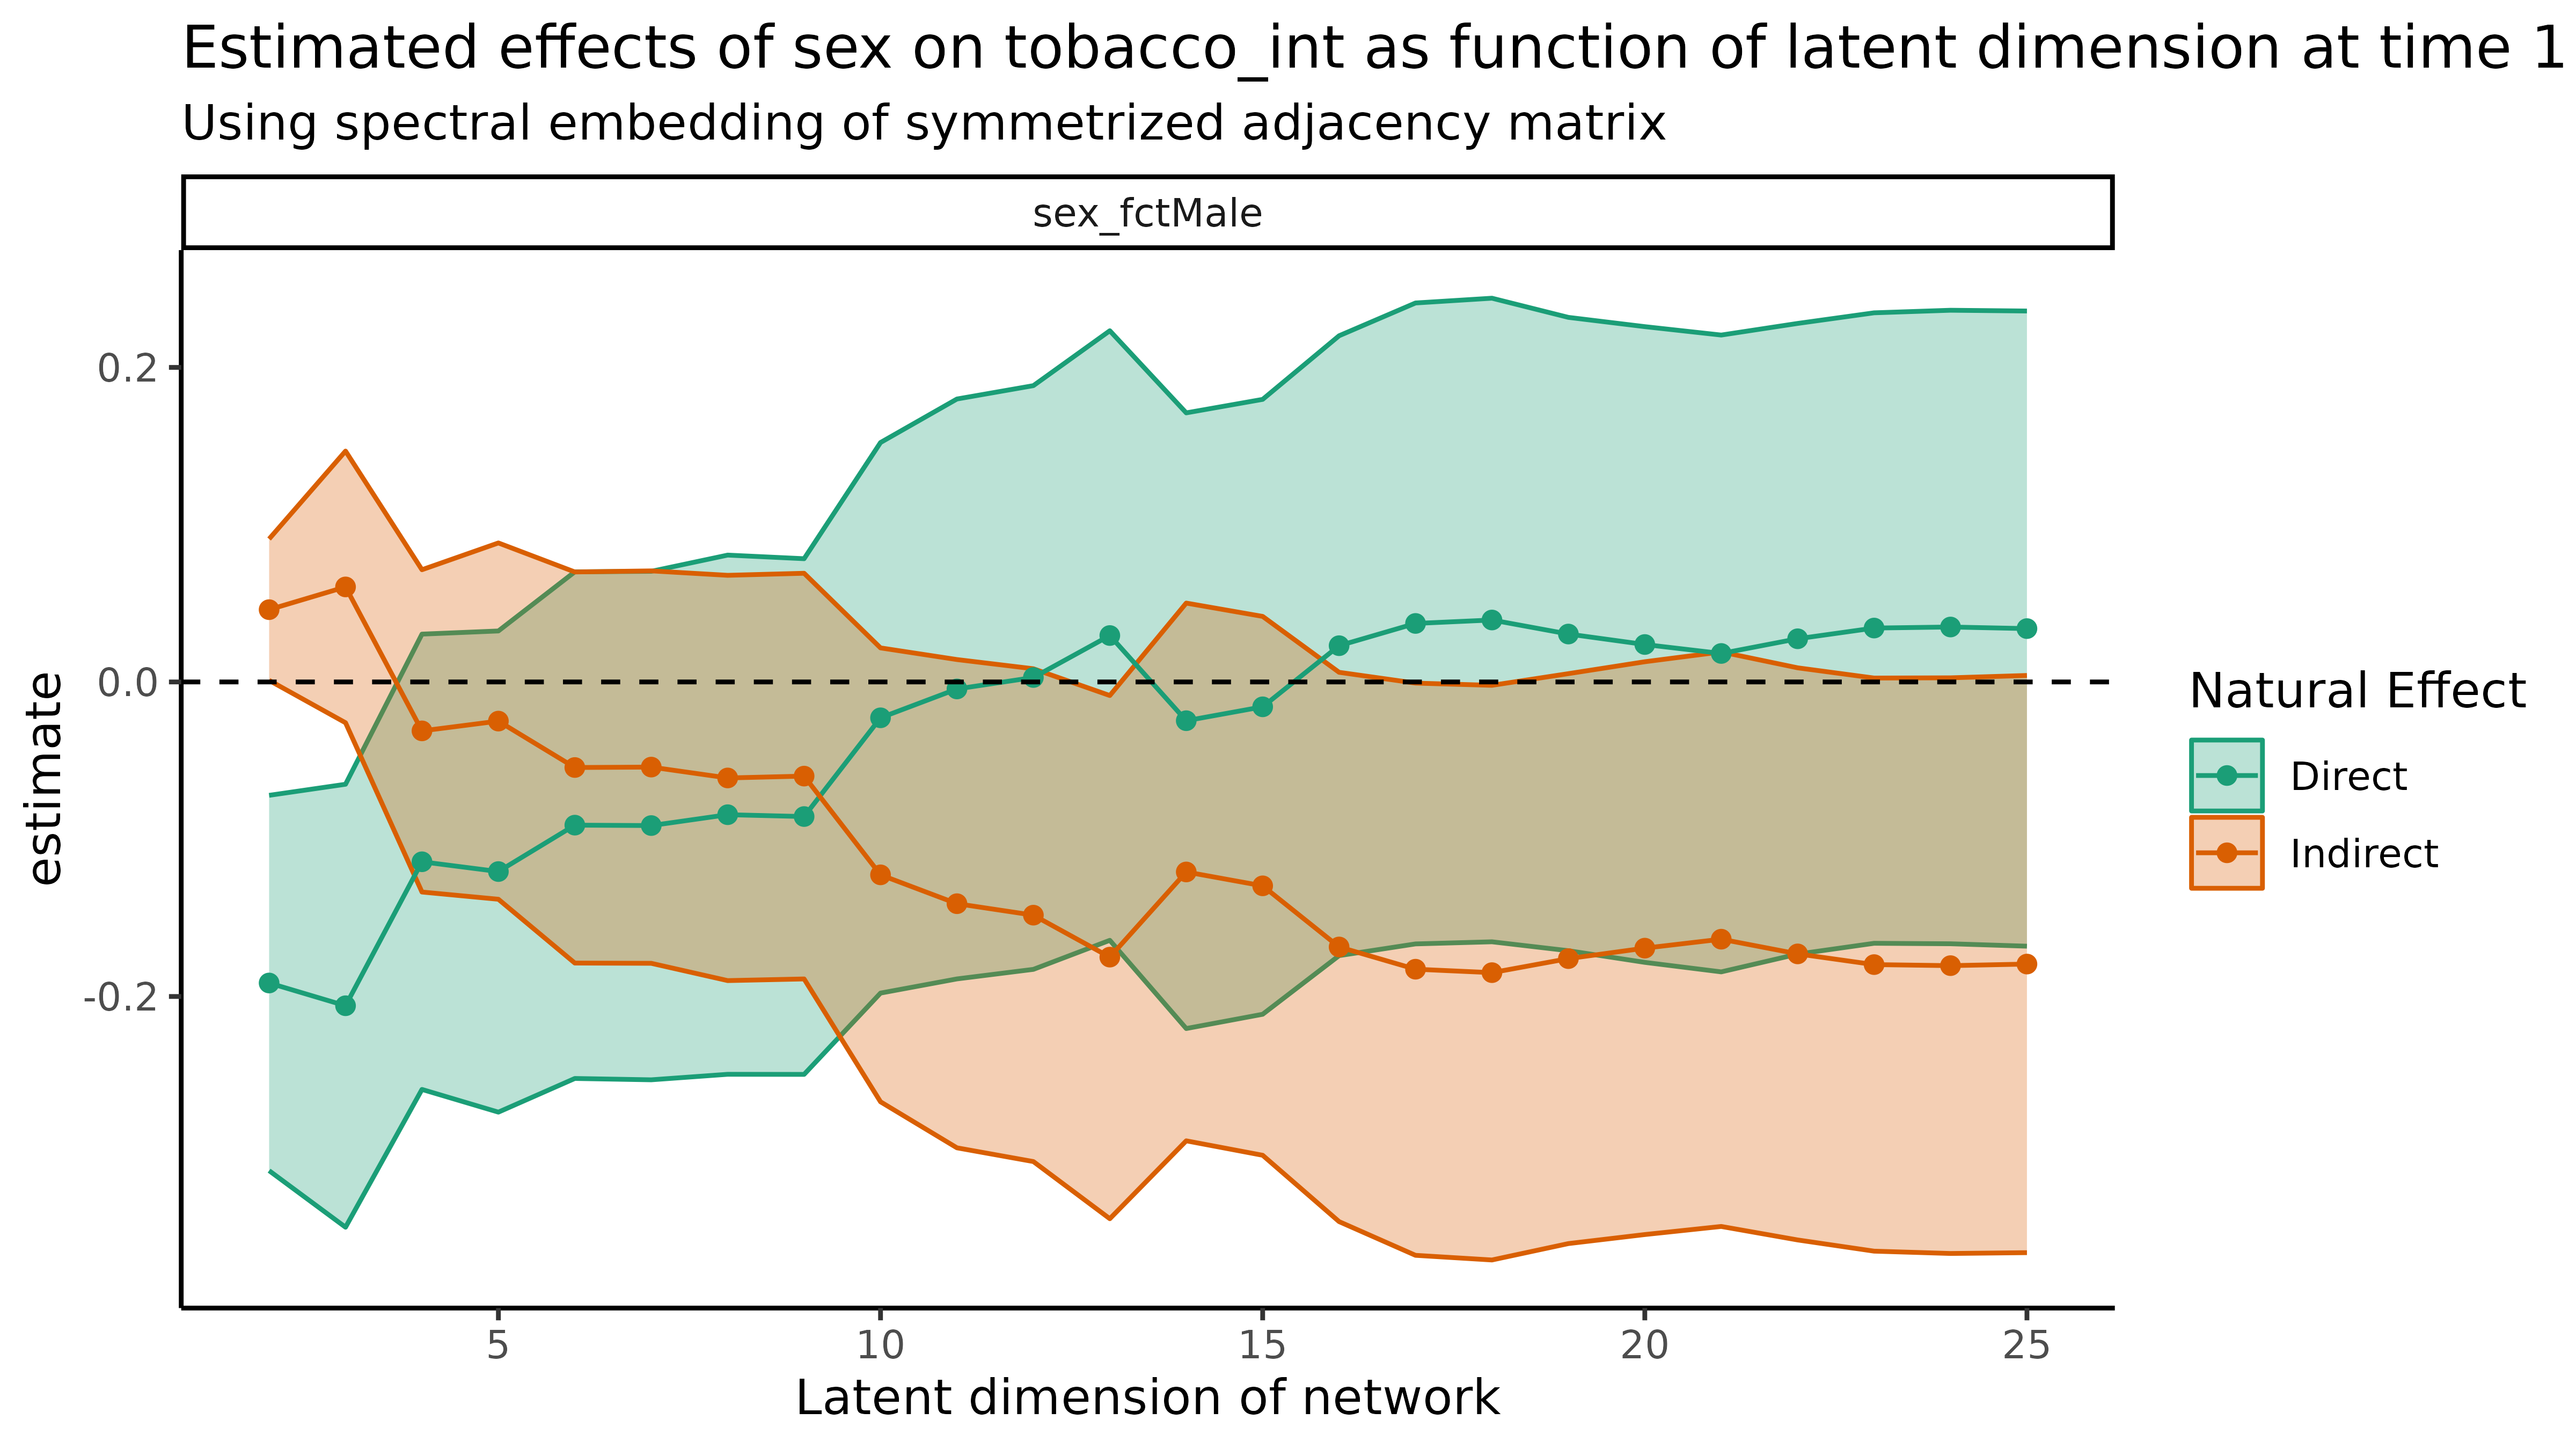 Estimated effects of sex on tobacco_int as function of latent dimension at time 1
Using spectral embedding of symmetrized adjacency matrix
sex_fctMale
0.2
0.0
-0.2
estimate
5
10
15
20
25
Latent dimension of network
Natural Effect
Direct
Indirect